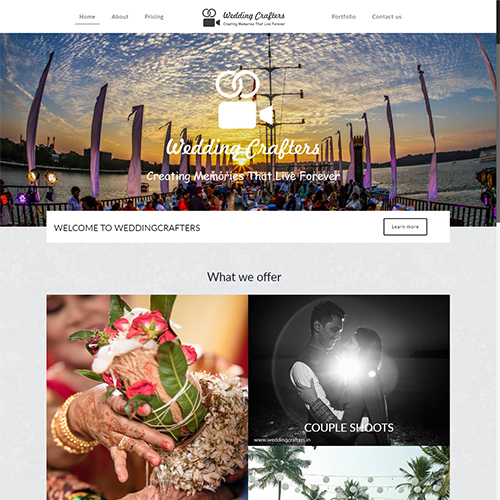 Home About Pricing Wedding Crafters Portfolio Contact us
Creating Memories That Live Forever
Wedding Crafters
Creating Memories That Live Forever
WELCOME TO WEDDINGCRAFTERS Learn more
What we offer
COUPLE SHOOTS
www.weddingcrafters.in